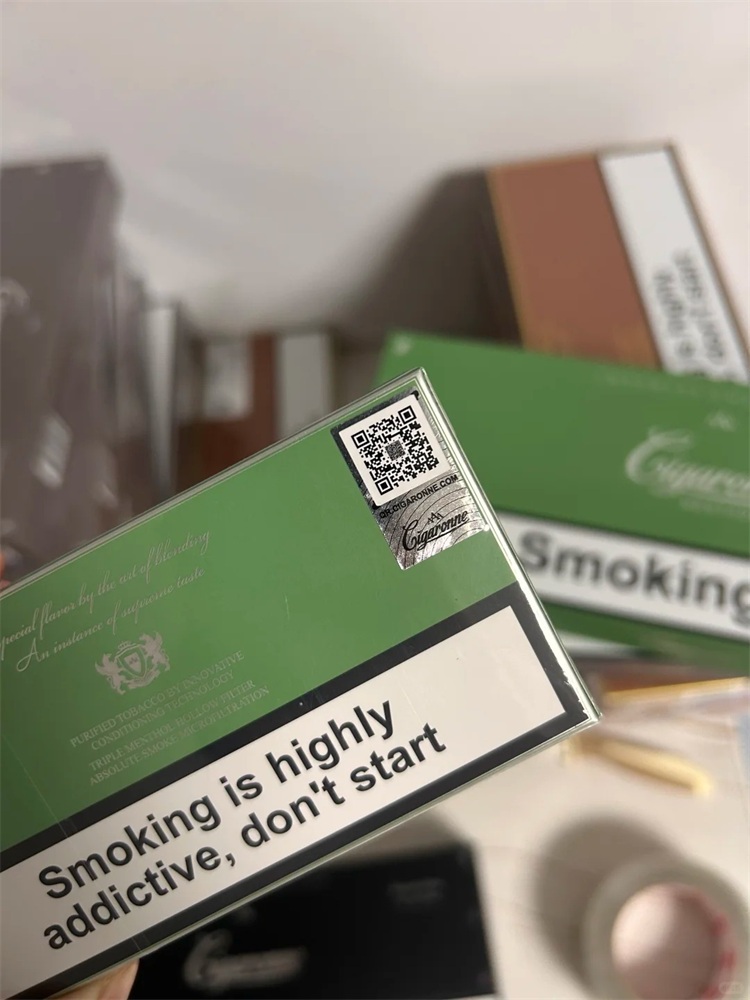 QR.CIGARONNE.COM
Cigaronne
special flavor by the art of blending
An instance of supreme taste
PURIFIED TOBACCO BY INNOVATIVE
CONDITIONING TECHNOLOGY
TRIPLE MENTHOL HOLLOW FILTER
ABSOLUTE SMOKE MICROFILTRATION
Smoking is highly
addictive, don't start
Smoking
Cigaronne